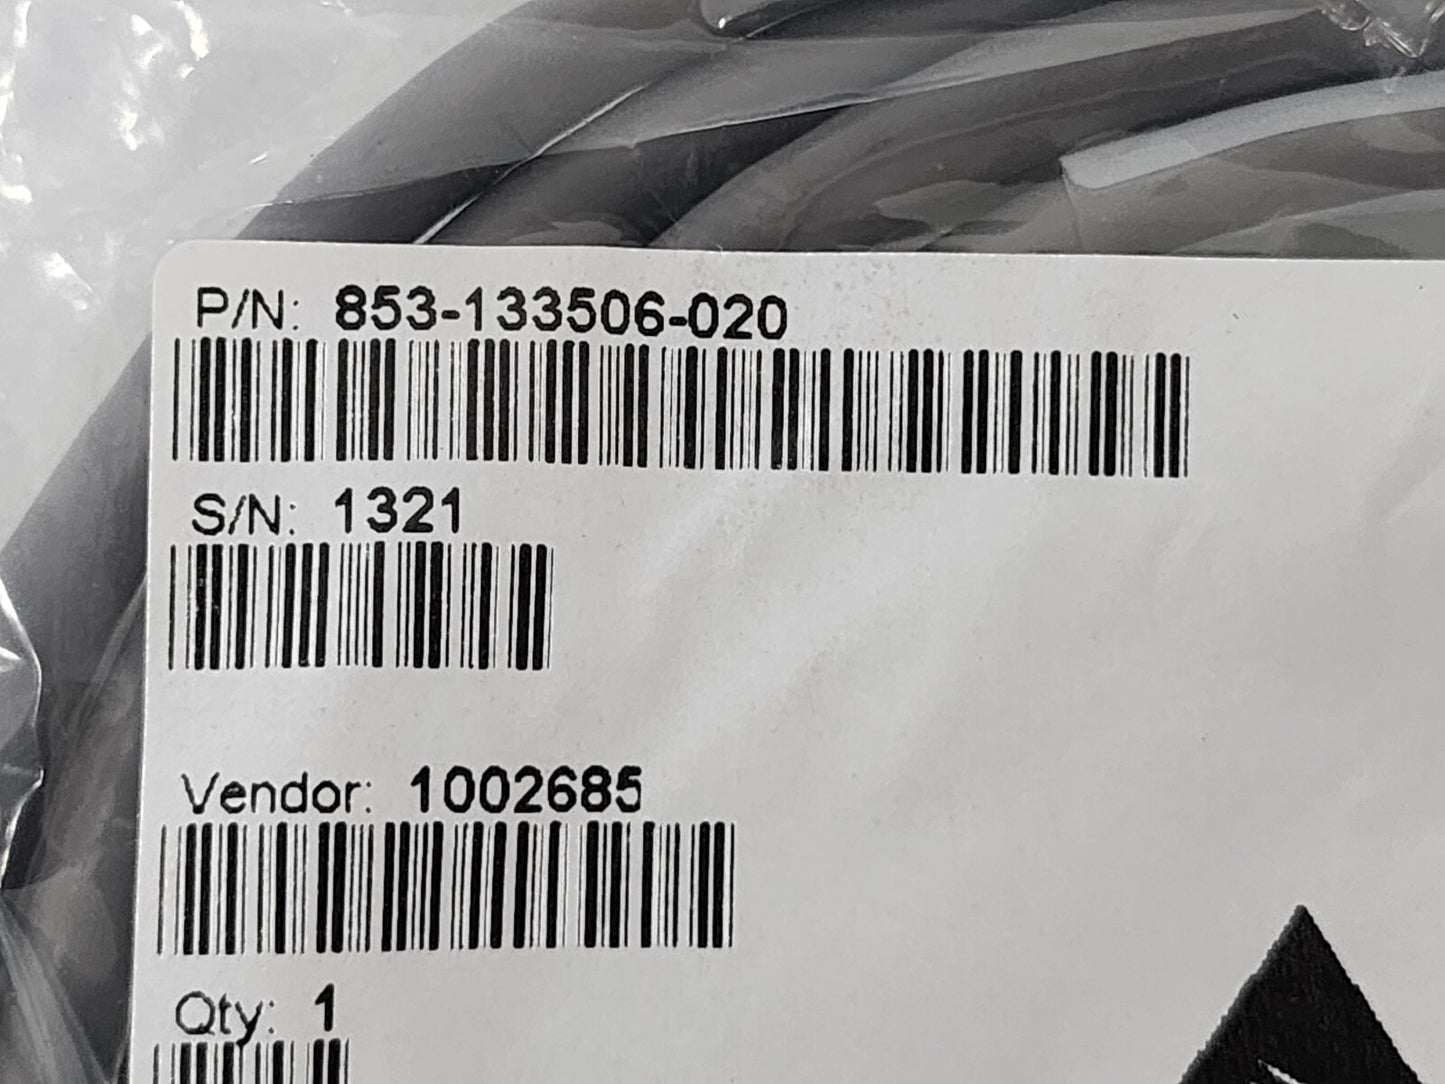 P/N: 853-133506-020
S/N: 1321
Vendor: 1002685
Qty: 1